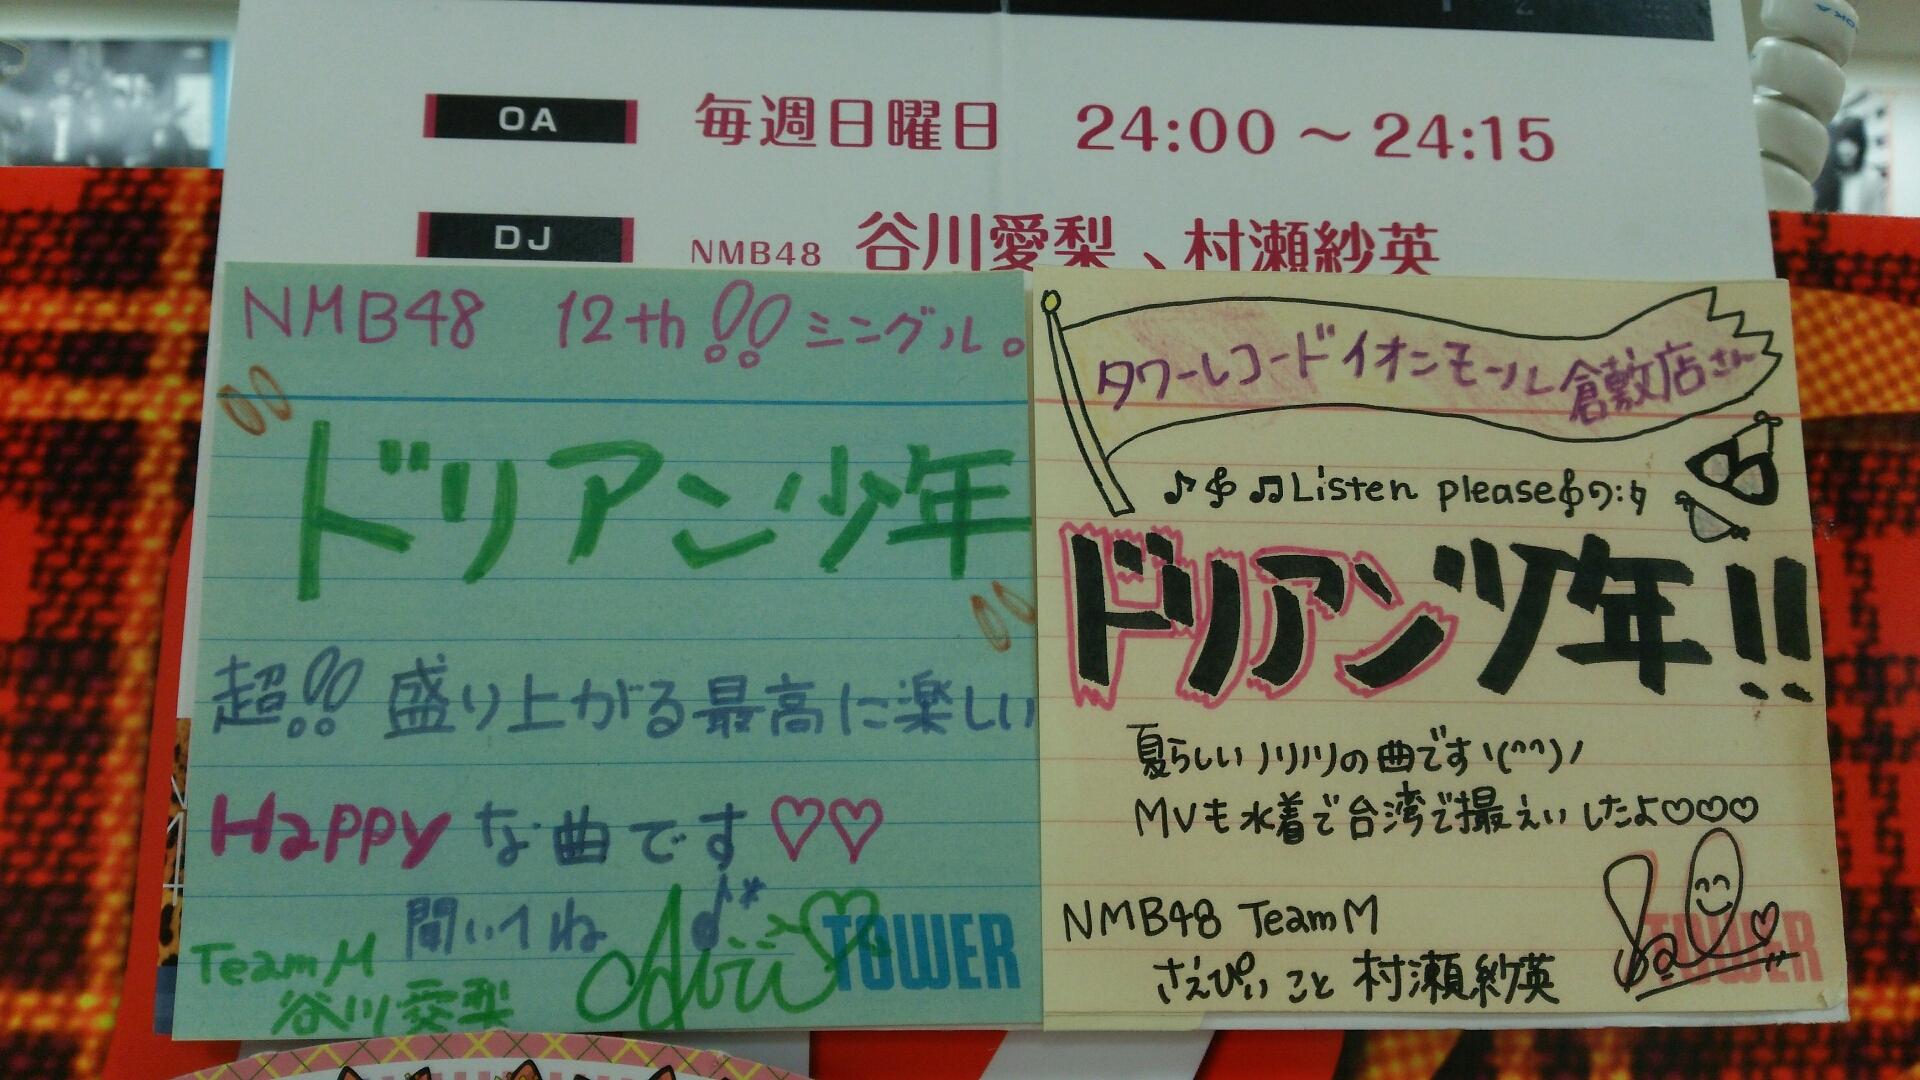 OA 毎週日曜日 24:00～24:15
DJ NMB48 谷川愛梨、村瀬紗英
NMB48 12th!! シングル。
ドリアン少年
超!! 盛り上がる最高に楽しい
Happy な曲です♡♡
聞いてね♪*
Team M
谷川愛梨
Airi♡
TOWER
タワーレコードイオンモール倉敷店さん
♪𝄞♫Listen please𝄞
ドリアン少年!!
夏らしいノリノリの曲ですヽ(^^)ノ
MVも水着で台湾で撮えいしたよ♡♡♡
NMB48 Team M
さえぴぃこと 村瀬紗英
TOWER